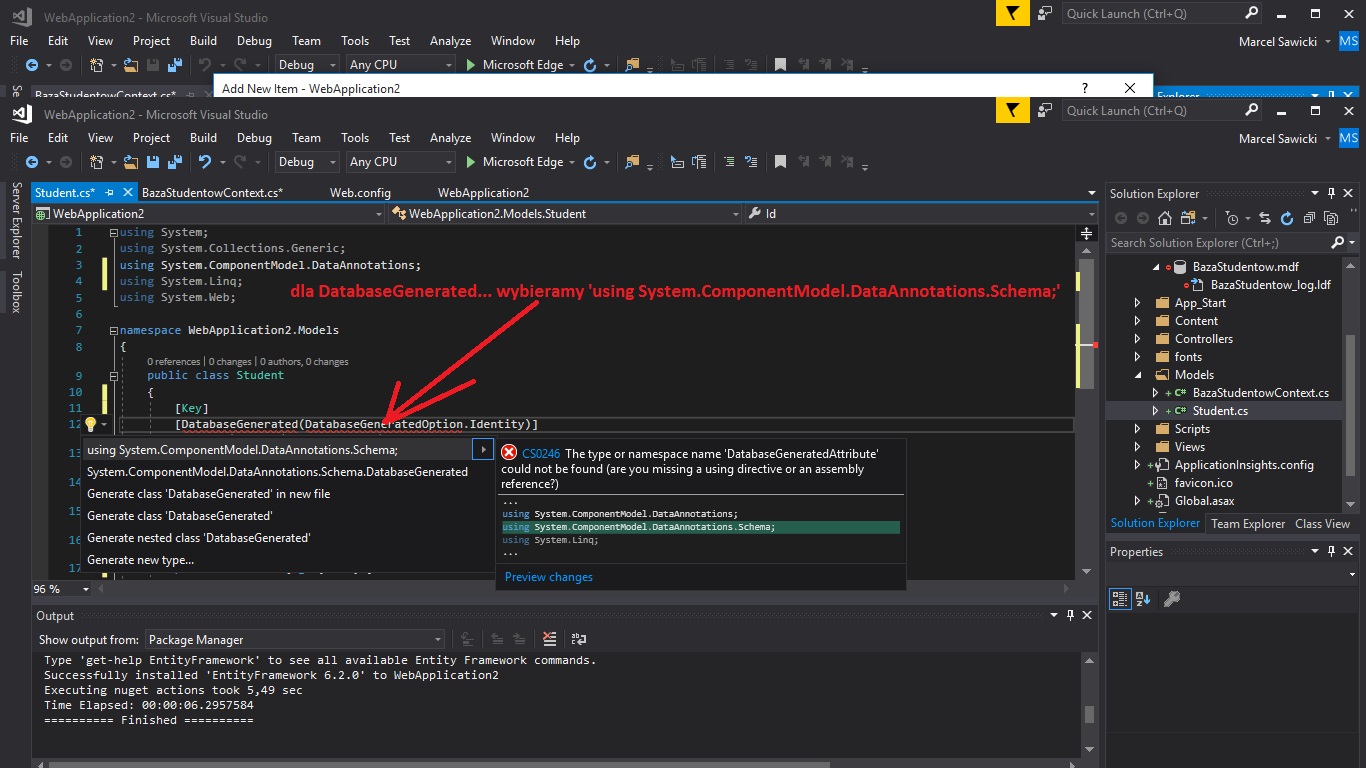 WebApplication2 - Microsoft Visual Studio
Quick Launch (Ctrl+Q)
File Edit View Project Build Debug Team Tools Test Analyze Window Help
Marcel Sawicki MS
Debug Any CPU Microsoft Edge
BazaStudentowContext.cs*
Add New Item - WebApplication2 ?
Explorer
WebApplication2 - Microsoft Visual Studio
Quick Launch (Ctrl+Q)
File Edit View Project Build Debug Team Tools Test Analyze Window Help
Marcel Sawicki MS
Debug Any CPU Microsoft Edge
Server Explorer
Toolbox
Student.cs* BazaStudentowContext.cs* Web.config WebApplication2
WebApplication2 WebApplication2.Models.Student Id
1 using System;
2 using System.Collections.Generic;
3 using System.ComponentModel.DataAnnotations;
4 using System.Linq;
5 using System.Web;
dla DatabaseGenerated... wybieramy 'using System.ComponentModel.DataAnnotations.Schema;'
6
7 namespace WebApplication2.Models
8 {
0 references | 0 changes | 0 authors, 0 changes
9 public class Student
10 {
11 [Key]
12 [DatabaseGenerated(DatabaseGeneratedOption.Identity)]
using System.ComponentModel.DataAnnotations.Schema;
System.ComponentModel.DataAnnotations.Schema.DatabaseGenerated
Generate class 'DatabaseGenerated' in new file
Generate class 'DatabaseGenerated'
Generate nested class 'DatabaseGenerated'
Generate new type...
CS0246 The type or namespace name 'DatabaseGeneratedAttribute'
could not be found (are you missing a using directive or an assembly
reference?)
...
using System.ComponentModel.DataAnnotations;
using System.ComponentModel.DataAnnotations.Schema;
using System.Linq;
...
Preview changes
17
96 %
Output
Show output from: Package Manager
Type 'get-help EntityFramework' to see all available Entity Framework commands.
Successfully installed 'EntityFramework 6.2.0' to WebApplication2
Executing nuget actions took 5,49 sec
Time Elapsed: 00:00:06.2957584
========== Finished ==========
Solution Explorer
Search Solution Explorer (Ctrl+;)
BazaStudentow.mdf
BazaStudentow_log.ldf
App_Start
Content
Controllers
fonts
Models
BazaStudentowContext.cs
Student.cs
Scripts
Views
ApplicationInsights.config
favicon.ico
Global.asax
Solution Explorer Team Explorer Class View
Properties